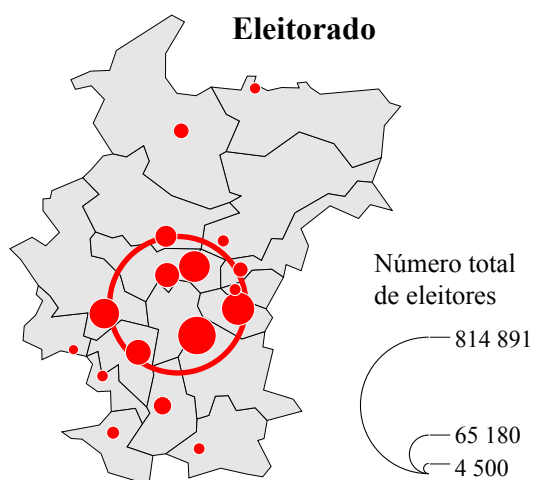 Eleitorado
Número total
de eleitores
814 891
65 180
4 500